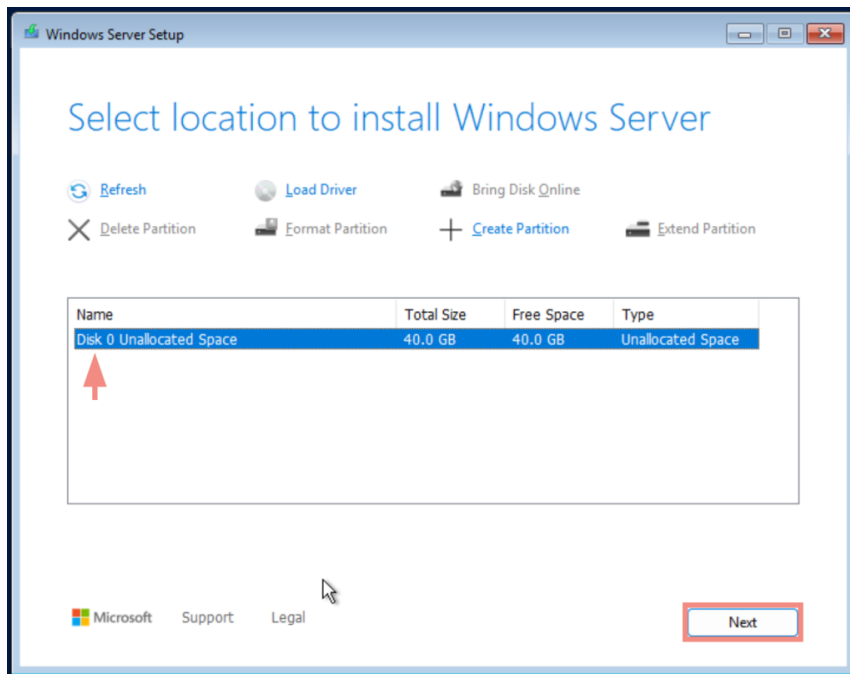 Windows Server Setup
Select location to install Windows Server
Refresh Load Driver Bring Disk Online
Delete Partition Format Partition Create Partition Extend Partition
Name Total Size Free Space Type
Disk 0 Unallocated Space 40.0 GB 40.0 GB Unallocated Space
Microsoft Support Legal Next